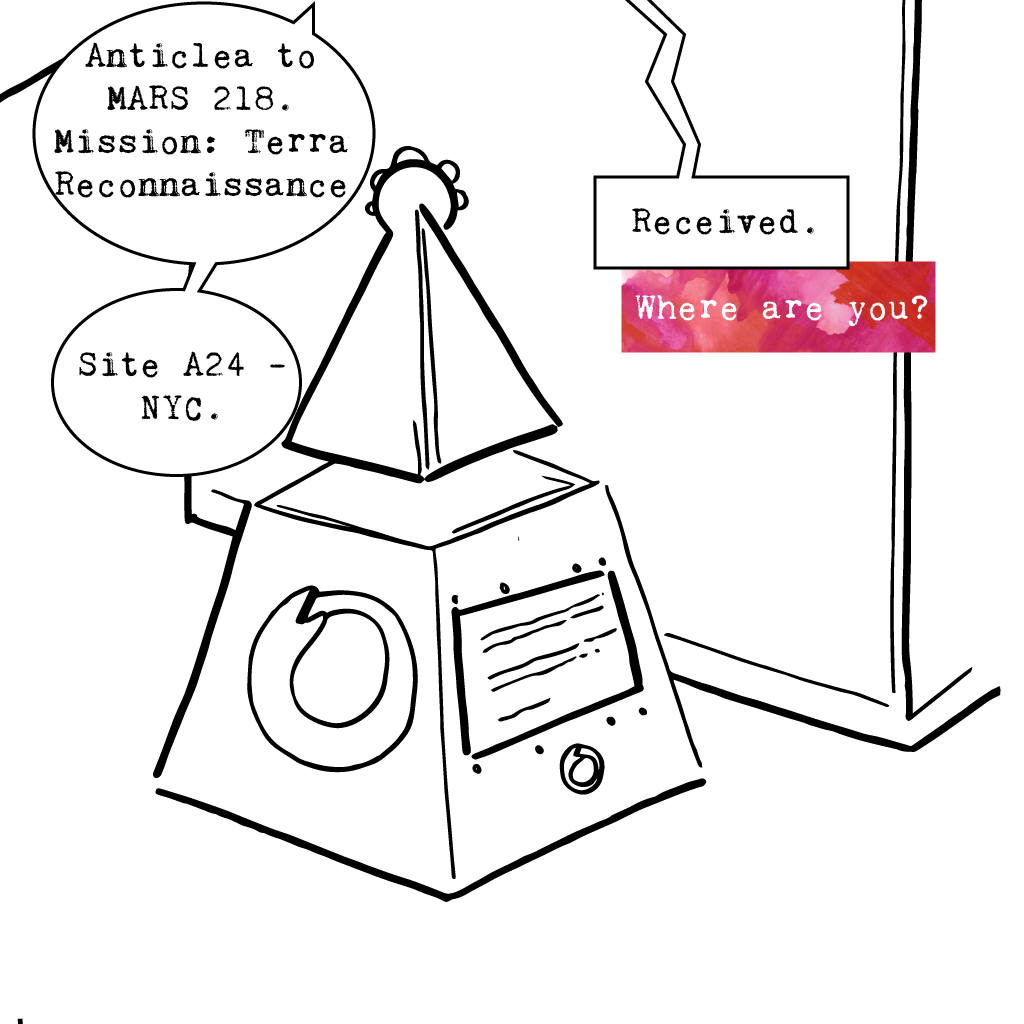 Anticlea to
MARS 218.
Mission: Terra
Reconnaissance
Site A24 -
NYC.
Received.
Where are you?